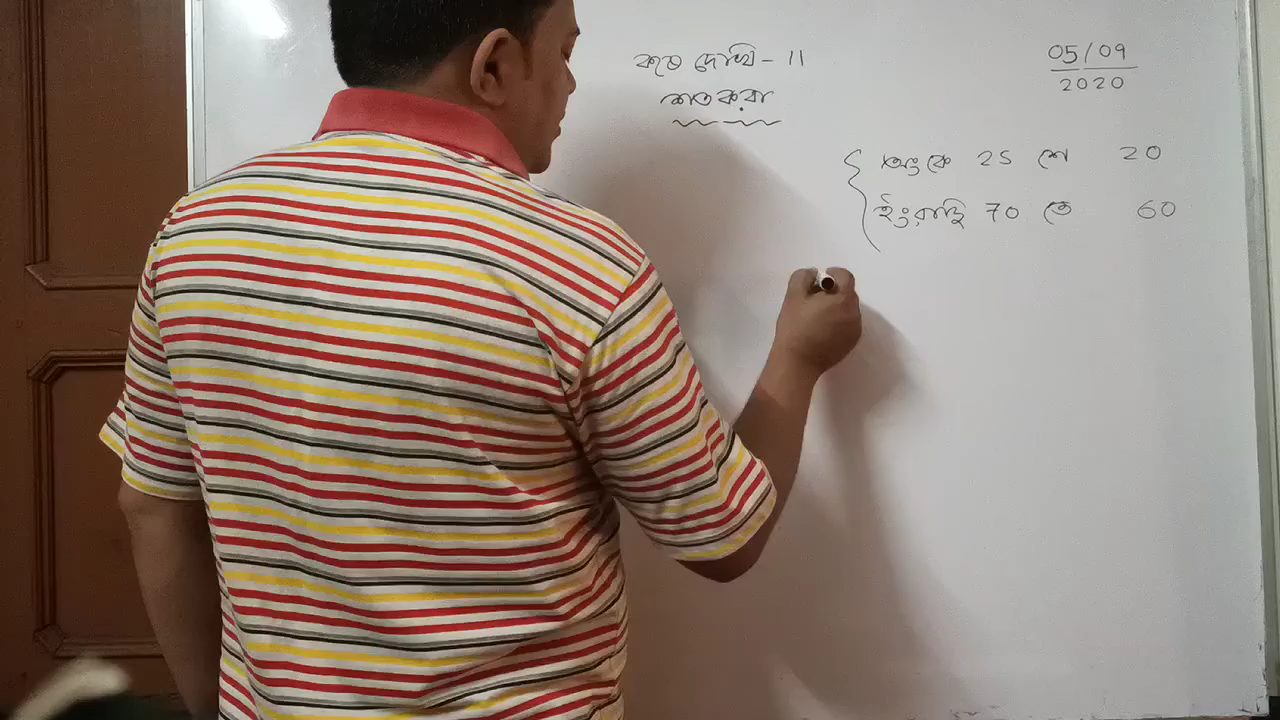 কষে দেখি - 11
05/09
2020
শতকরা
অঙ্কে 25 শে 20
ইংরাজি 70 তে 60